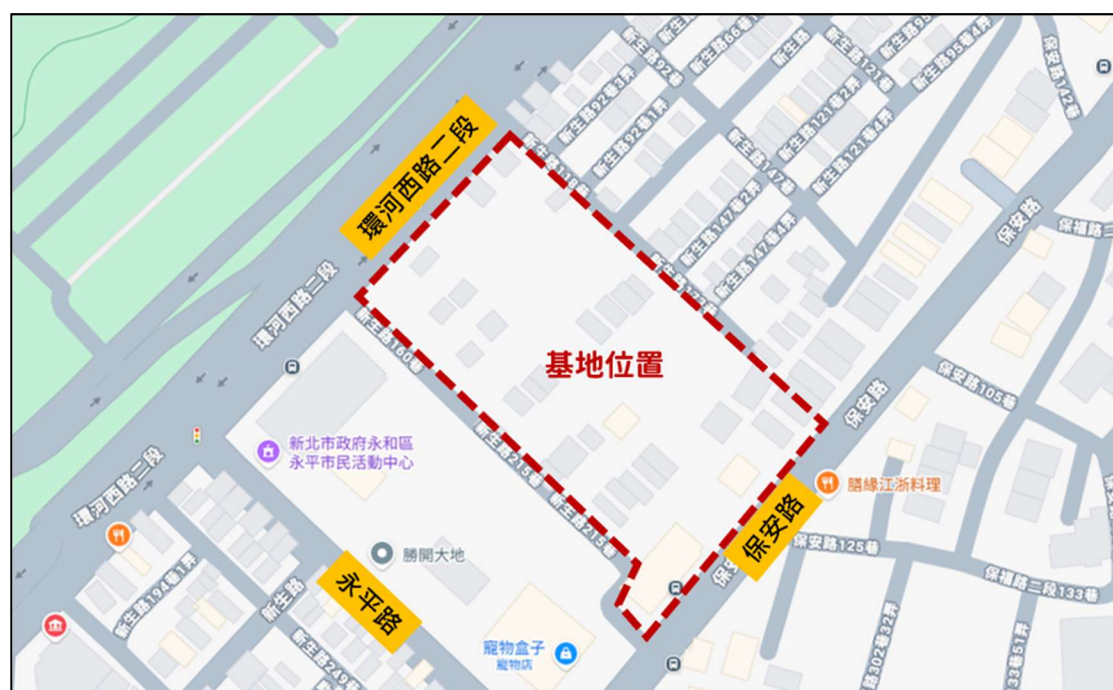 環河西路二段
基地位置
保安路
永平路
新生路92巷
新生路66巷1弄
新生路
新生路92巷3弄
新生路92巷1弄
新生路121巷2弄
新生路121巷4弄
新生路95巷4弄
保安路142巷
新生路147巷
新生路147巷2弄
新生路147巷4弄
保安路
環河西路二段
新生路160巷
保安路105巷
保安路
新北市政府永和區
永平市民活動中心
新生路215巷
新生路215巷
膳緣江浙料理
環河西路二段
勝開大地
保安路125巷
保福路二段133巷
新生路194巷1弄
新生路
新生路249巷
寵物盒子
寵物店